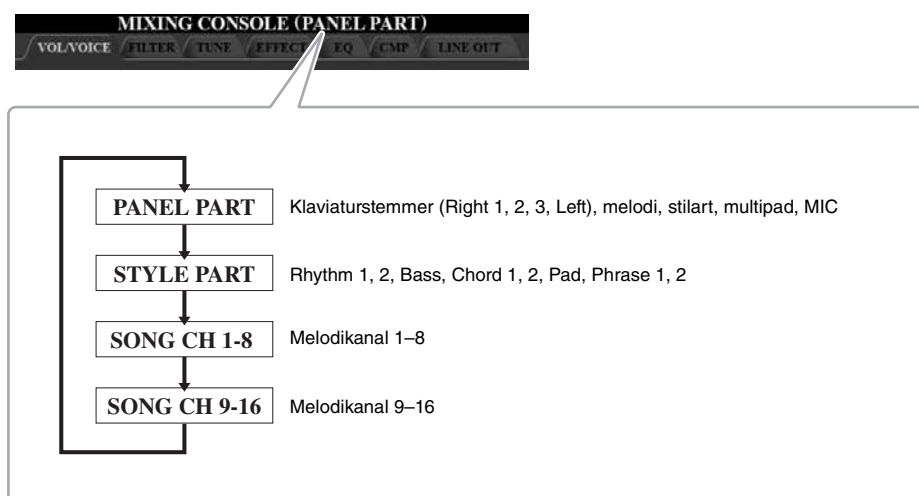 MIXING CONSOLE (PANEL PART)
VOL/VOICE FILTER TUNE EFFECT EQ CMP LINE OUT
PANEL PART Klaviaturstemmer (Right 1, 2, 3, Left), melodi, stilart, multipad, MIC
STYLE PART Rhythm 1, 2, Bass, Chord 1, 2, Pad, Phrase 1, 2
SONG CH 1-8 Melodikanal 1–8
SONG CH 9-16 Melodikanal 9–16